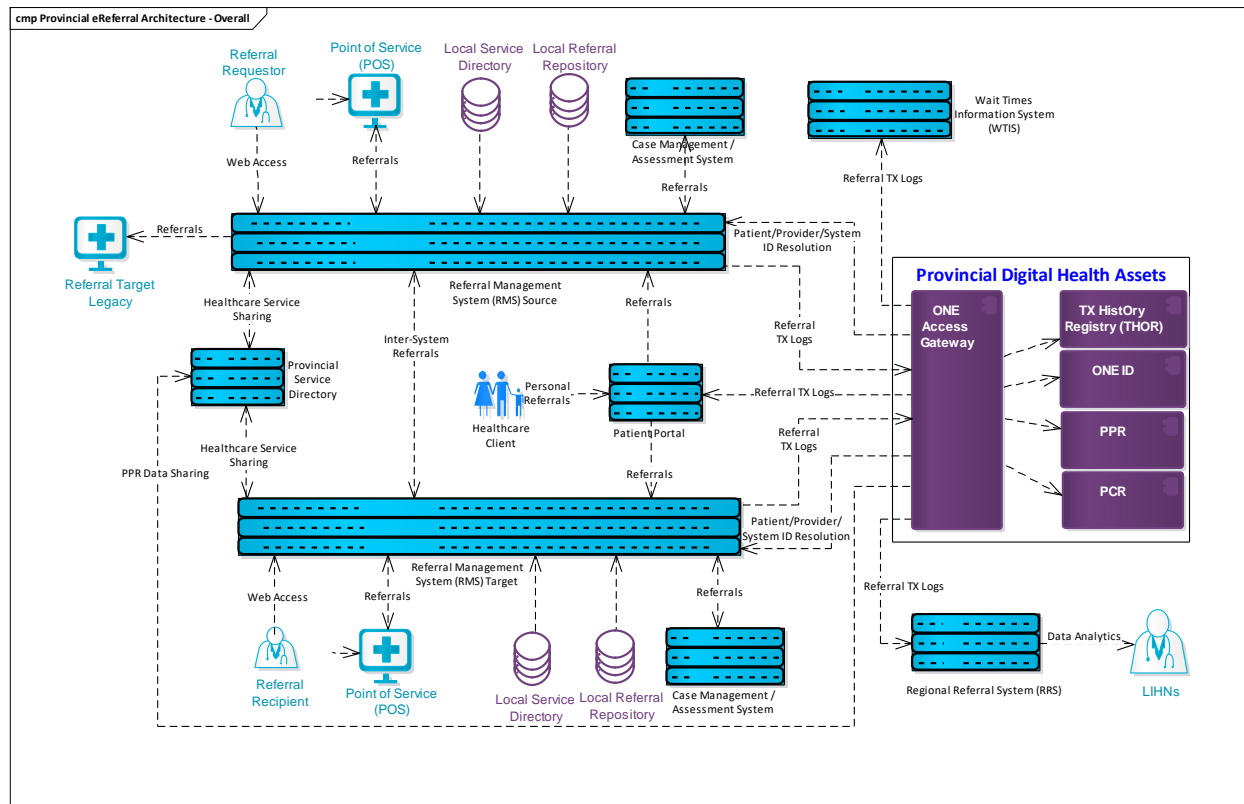 cmp Provincial eReferral Architecture - Overall
Referral
Requestor
Point of Service
(POS)
Local Service
Directory
Local Referral
Repository
Case Management /
Assessment System
Wait Times
Information System
(WTIS)
Web Access
Referrals
Referrals
Referral TX Logs
Referrals
Referral Target
Legacy
Patient/Provider/System
ID Resolution
Referral Management
System (RMS) Source
Healthcare Service
Sharing
Inter-System
Referrals
Referrals
Referral
TX Logs
Provincial Digital Health Assets
ONE
Access
Gateway
TX HistOry
Registry (THOR)
ONE ID
PPR
PCR
Provincial
Service
Directory
Healthcare
Client
Personal
Referrals
Patient Portal
Referral TX Logs
Healthcare Service
Sharing
PPR Data Sharing
Referrals
Referral
TX Logs
Patient/Provider/
System ID Resolution
Referral Management
System (RMS) Target
Web Access
Referrals
Referrals
Referral TX Logs
Referral
Recipient
Point of Service
(POS)
Local Service
Directory
Local Referral
Repository
Case Management /
Assessment System
Regional Referral System (RRS)
Data Analytics
LIHNs